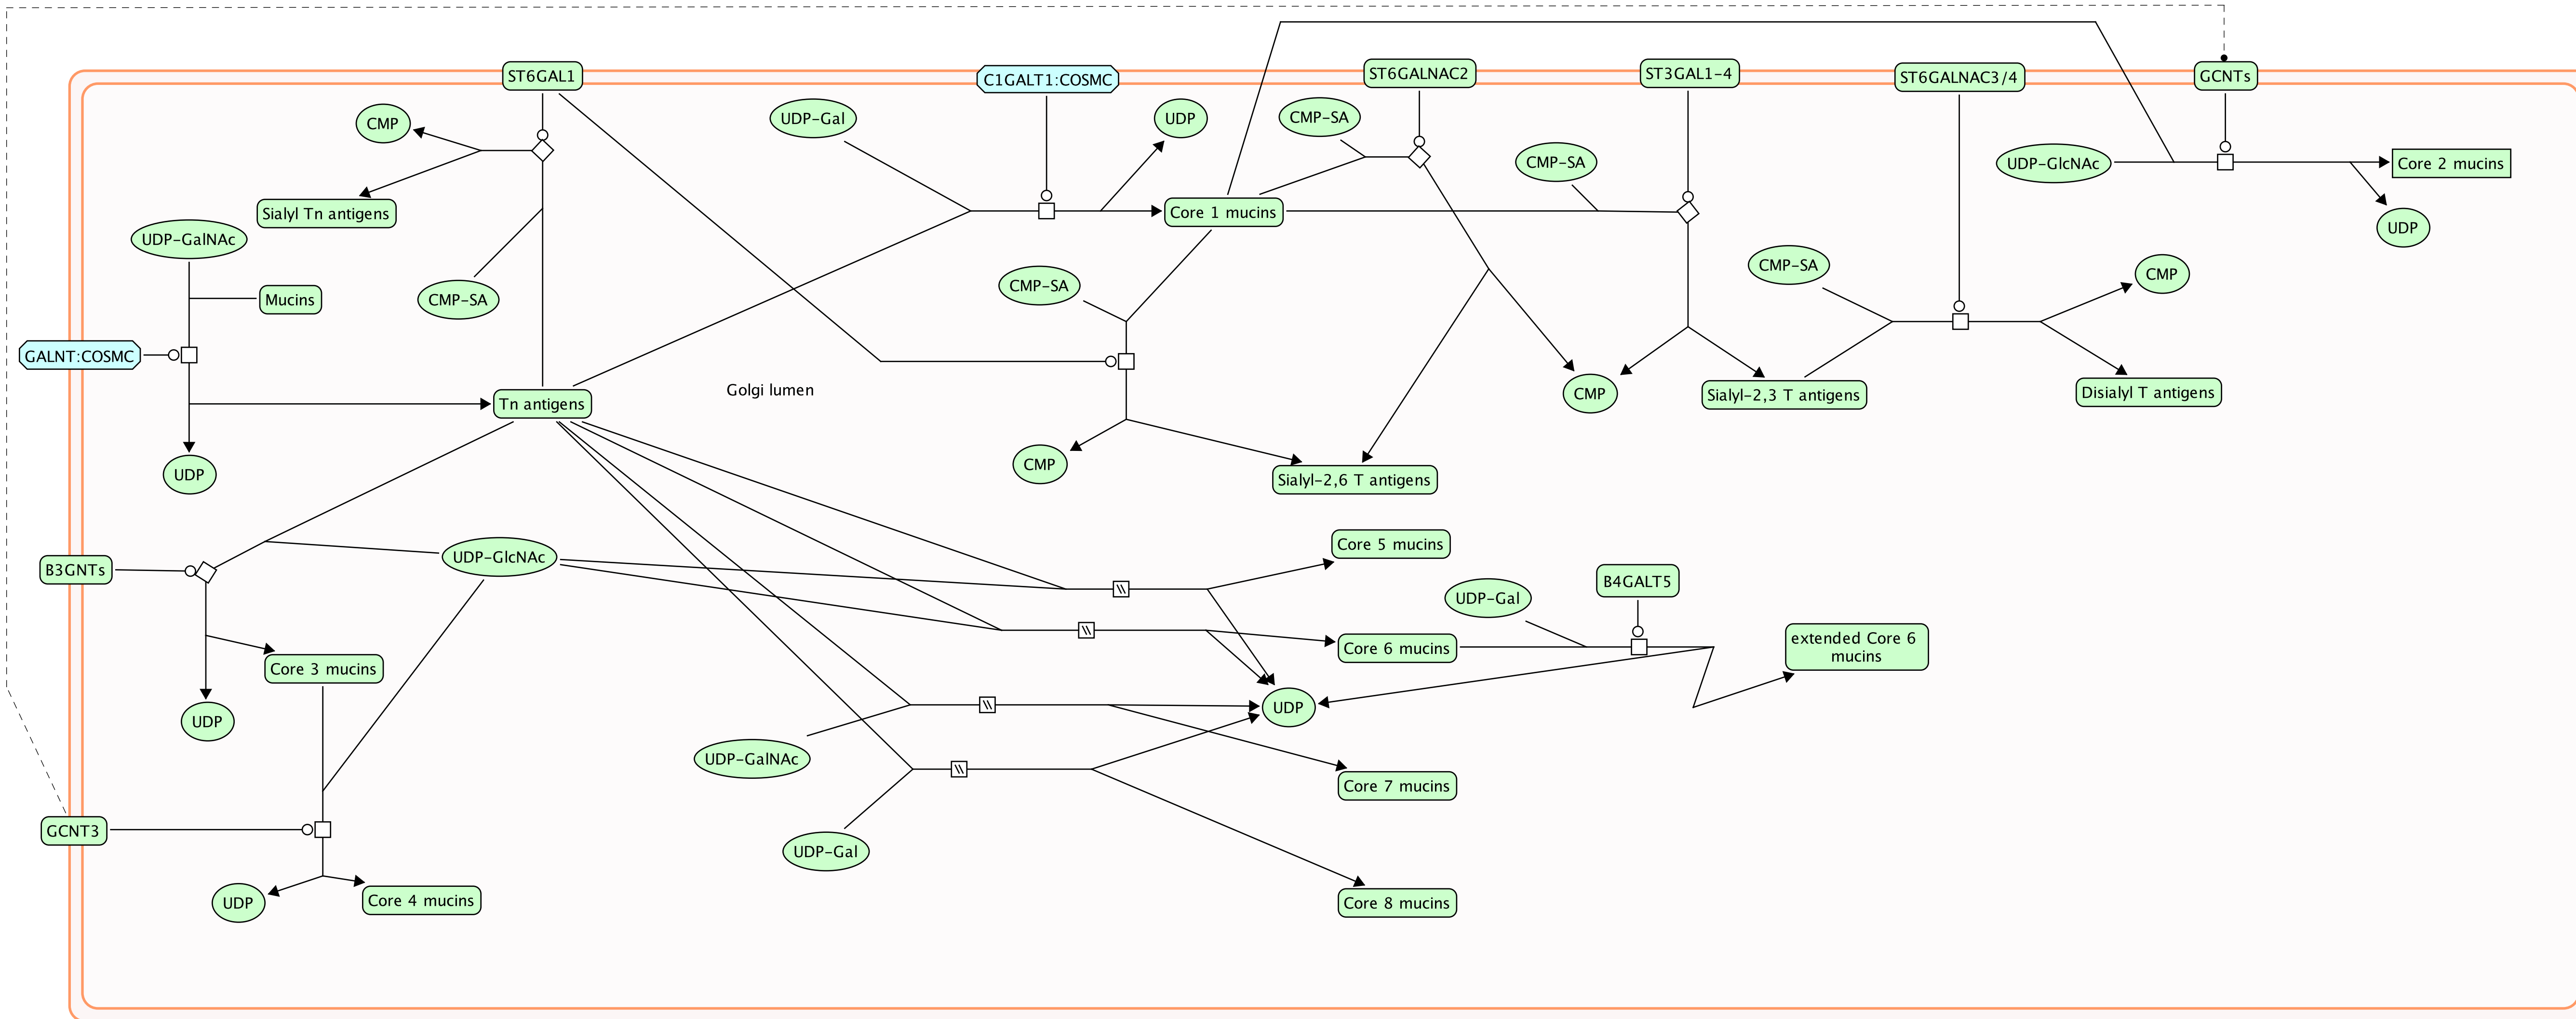 ST6GAL1
C1GALT1:COSMC
ST6GALNAC2
ST3GAL1-4
ST6GALNAC3/4
GCNTs
CMP
UDP-Gal
UDP
CMP-SA
CMP-SA
UDP-GlcNAc
Core 2 mucins
Sialyl Tn antigens
Core 1 mucins
UDP
UDP-GalNAc
CMP-SA
CMP-SA
CMP-SA
CMP
Mucins
GALNT:COSMC
Golgi lumen
Tn antigens
CMP
Sialyl-2,3 T antigens
Disialyl T antigens
UDP
CMP
Sialyl-2,6 T antigens
Core 5 mucins
B3GNTs
UDP-GlcNAc
B4GALT5
UDP-Gal
Core 6 mucins
extended Core 6
mucins
Core 3 mucins
UDP
UDP
UDP-GalNAc
Core 7 mucins
GCNT3
UDP-Gal
UDP
Core 4 mucins
Core 8 mucins